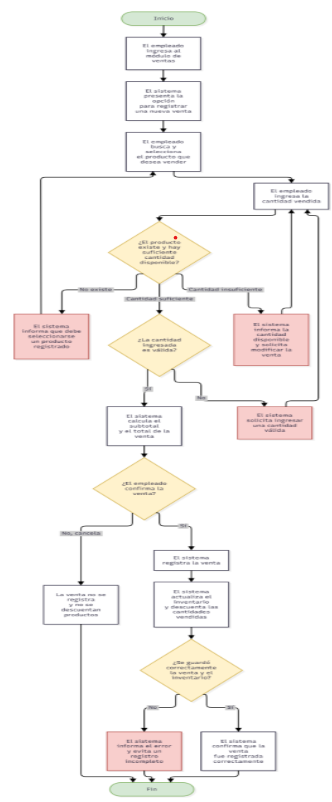 Inicio
El empleado
ingresa al
módulo de
ventas
El sistema
presenta la
opción
para registrar
una nueva venta
El empleado
busca y
selecciona
el producto que
desea vender
El empleado
ingresa la
cantidad vendida
¿El producto
existe y hay
suficiente
cantidad
disponible?
No existe
Cantidad insuficiente
Cantidad suficiente
El sistema
informa que debe
seleccionarse
un producto
registrado
¿La cantidad
ingresada
es válida?
El sistema
informa la
cantidad
disponible
y solicita
modificar la
venta
Sí
No
El sistema
calcula el
subtotal
y el total de la
venta
El sistema
solicita ingresar
una cantidad
válida
¿El empleado
confirma la
venta?
No, cancela
Sí
El sistema
registra la venta
La venta no se
registra
y no se
descuentan
productos
El sistema
actualiza el
inventario
y descuenta las
cantidades
vendidas
¿Se guardó
correctamente
la venta y el
inventario?
No
Sí
El sistema
informa el error
y evita un
registro
incompleto
El sistema
confirma que la
venta
fue registrada
correctamente
Fin